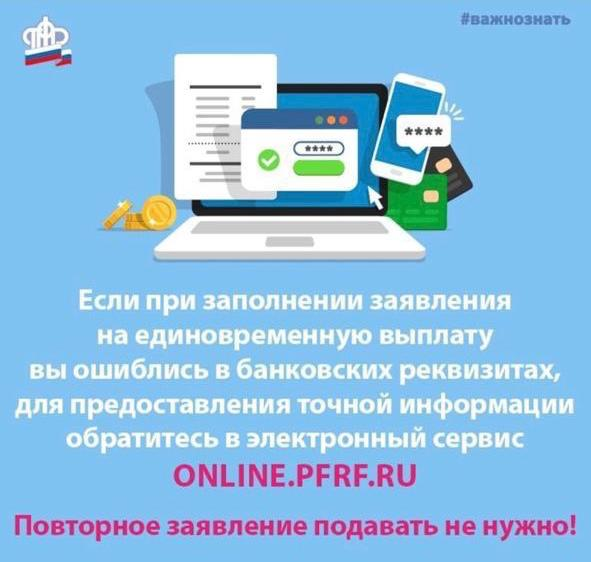 #важнознать
ПФР
****
****
Если при заполнении заявления
на единовременную выплату
вы ошиблись в банковских реквизитах,
для предоставления точной информации
обратитесь в электронный сервис
ONLINE.PFRF.RU
Повторное заявление подавать не нужно!